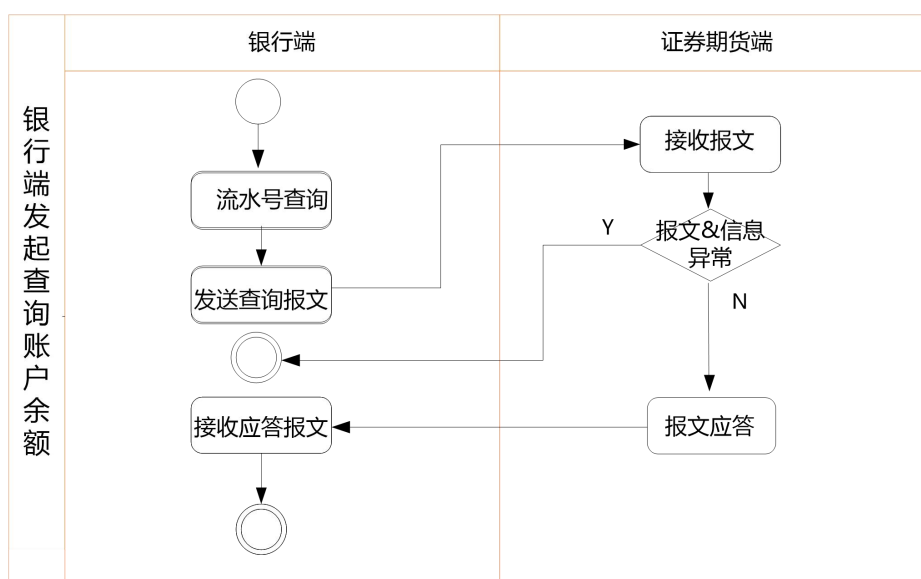 银行端
证券期货端
银行端发起查询账户余额
接收报文
流水号查询
Y
报文&信息
异常
发送查询报文
N
接收应答报文
报文应答